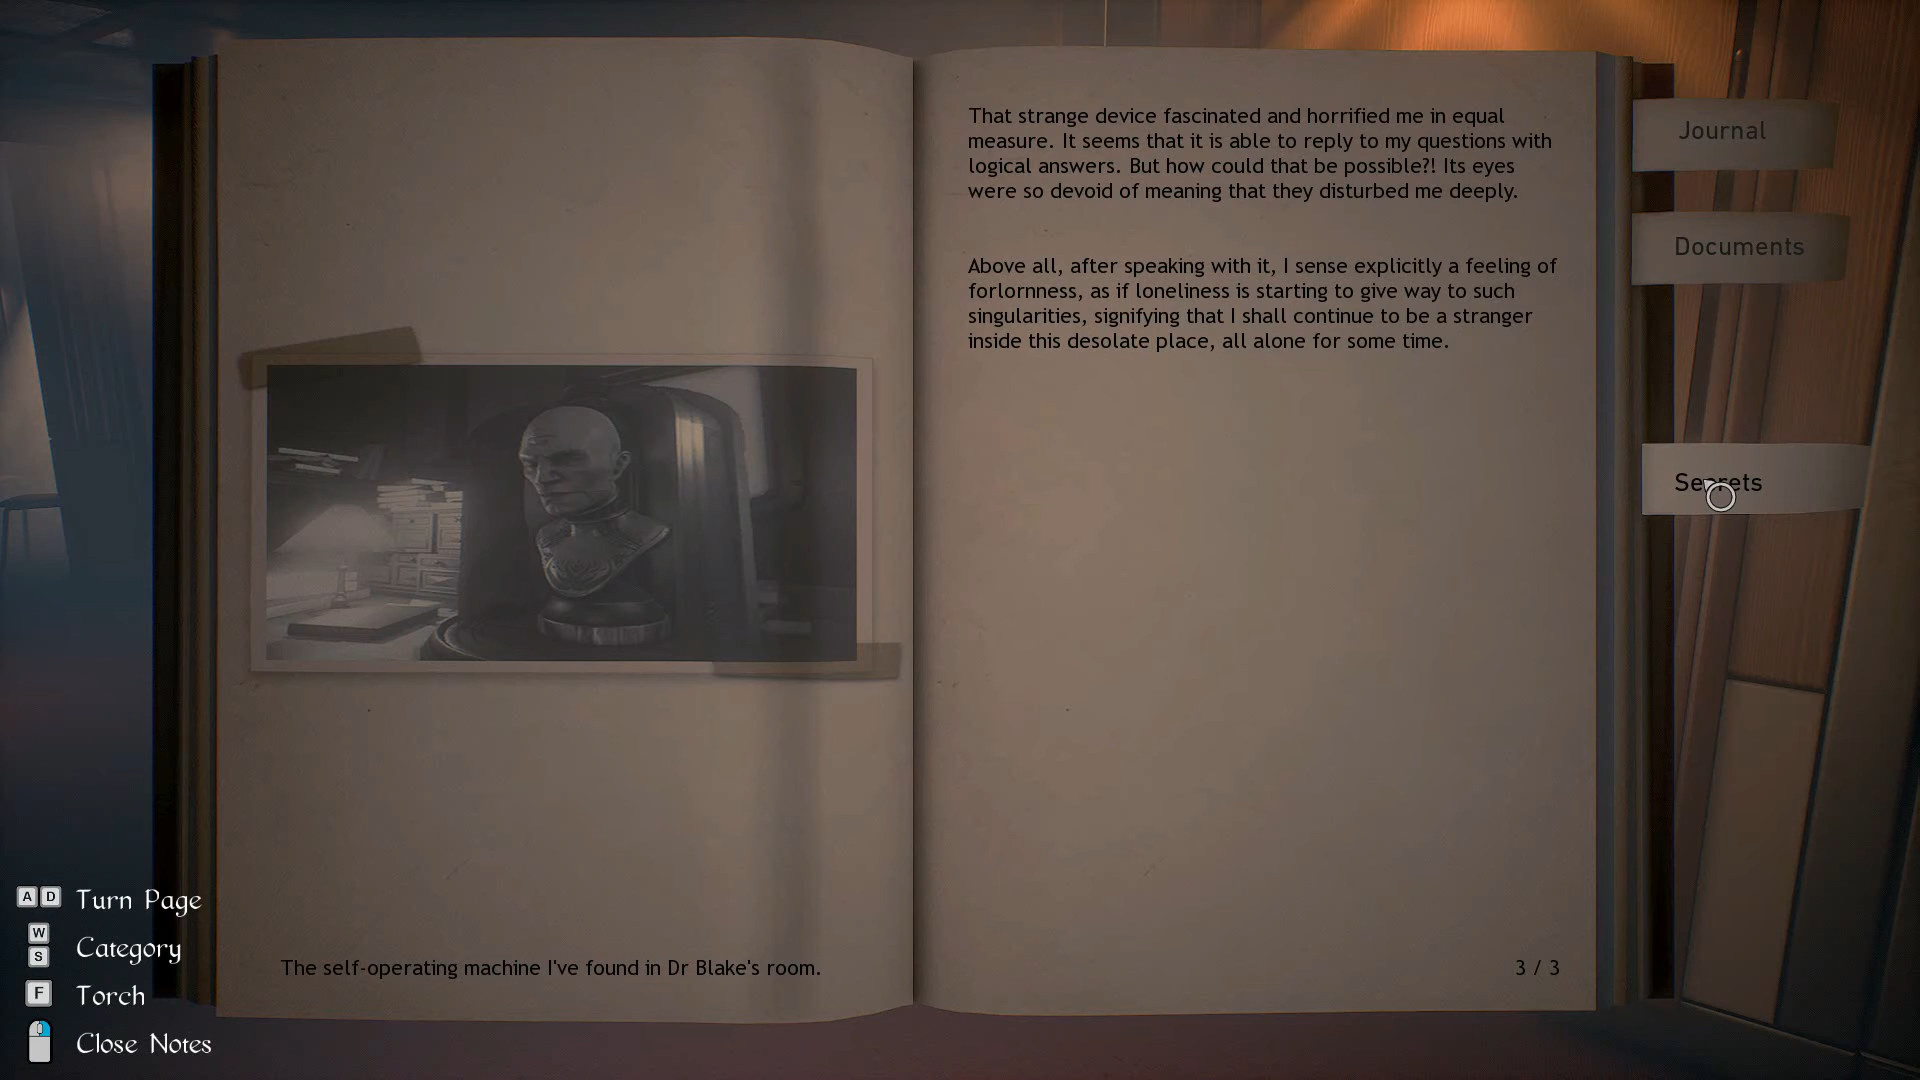 That strange device fascinated and horrified me in equal
measure. It seems that it is able to reply to my questions with
logical answers. But how could that be possible?! Its eyes
were so devoid of meaning that they disturbed me deeply.
Above all, after speaking with it, I sense explicitly a feeling of
forlornness, as if loneliness is starting to give way to such
singularities, signifying that I shall continue to be a stranger
inside this desolate place, all alone for some time.
The self-operating machine I've found in Dr Blake's room.
3 / 3
Journal
Documents
Secrets
A D Turn Page
W
S
Category
F Torch
Close Notes